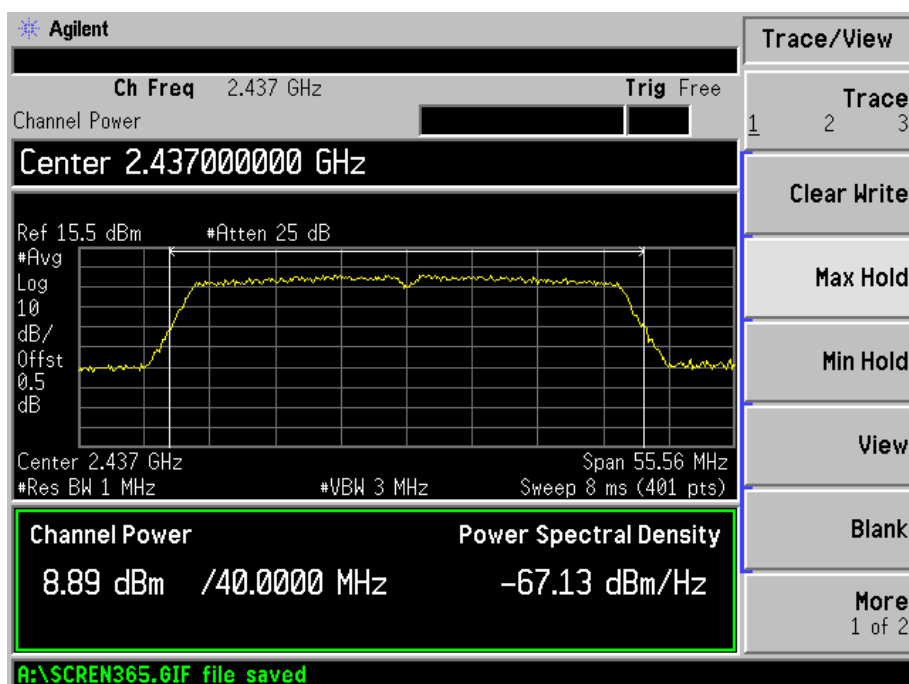 Agilent
Trace/View
Ch Freq 2.437 GHz Trig Free
Channel Power
Trace
1 2 3
Center 2.437000000 GHz
Clear Write
Ref 15.5 dBm #Atten 25 dB
#Avg
Log
10
dB/
Offst
0.5
dB
Max Hold
Min Hold
Center 2.437 GHz Span 55.56 MHz
#Res BW 1 MHz #VBW 3 MHz Sweep 8 ms (401 pts)
View
Channel Power Power Spectral Density
8.89 dBm /40.0000 MHz -67.13 dBm/Hz
Blank
More
1 of 2
A:\SCREN365.GIF file saved